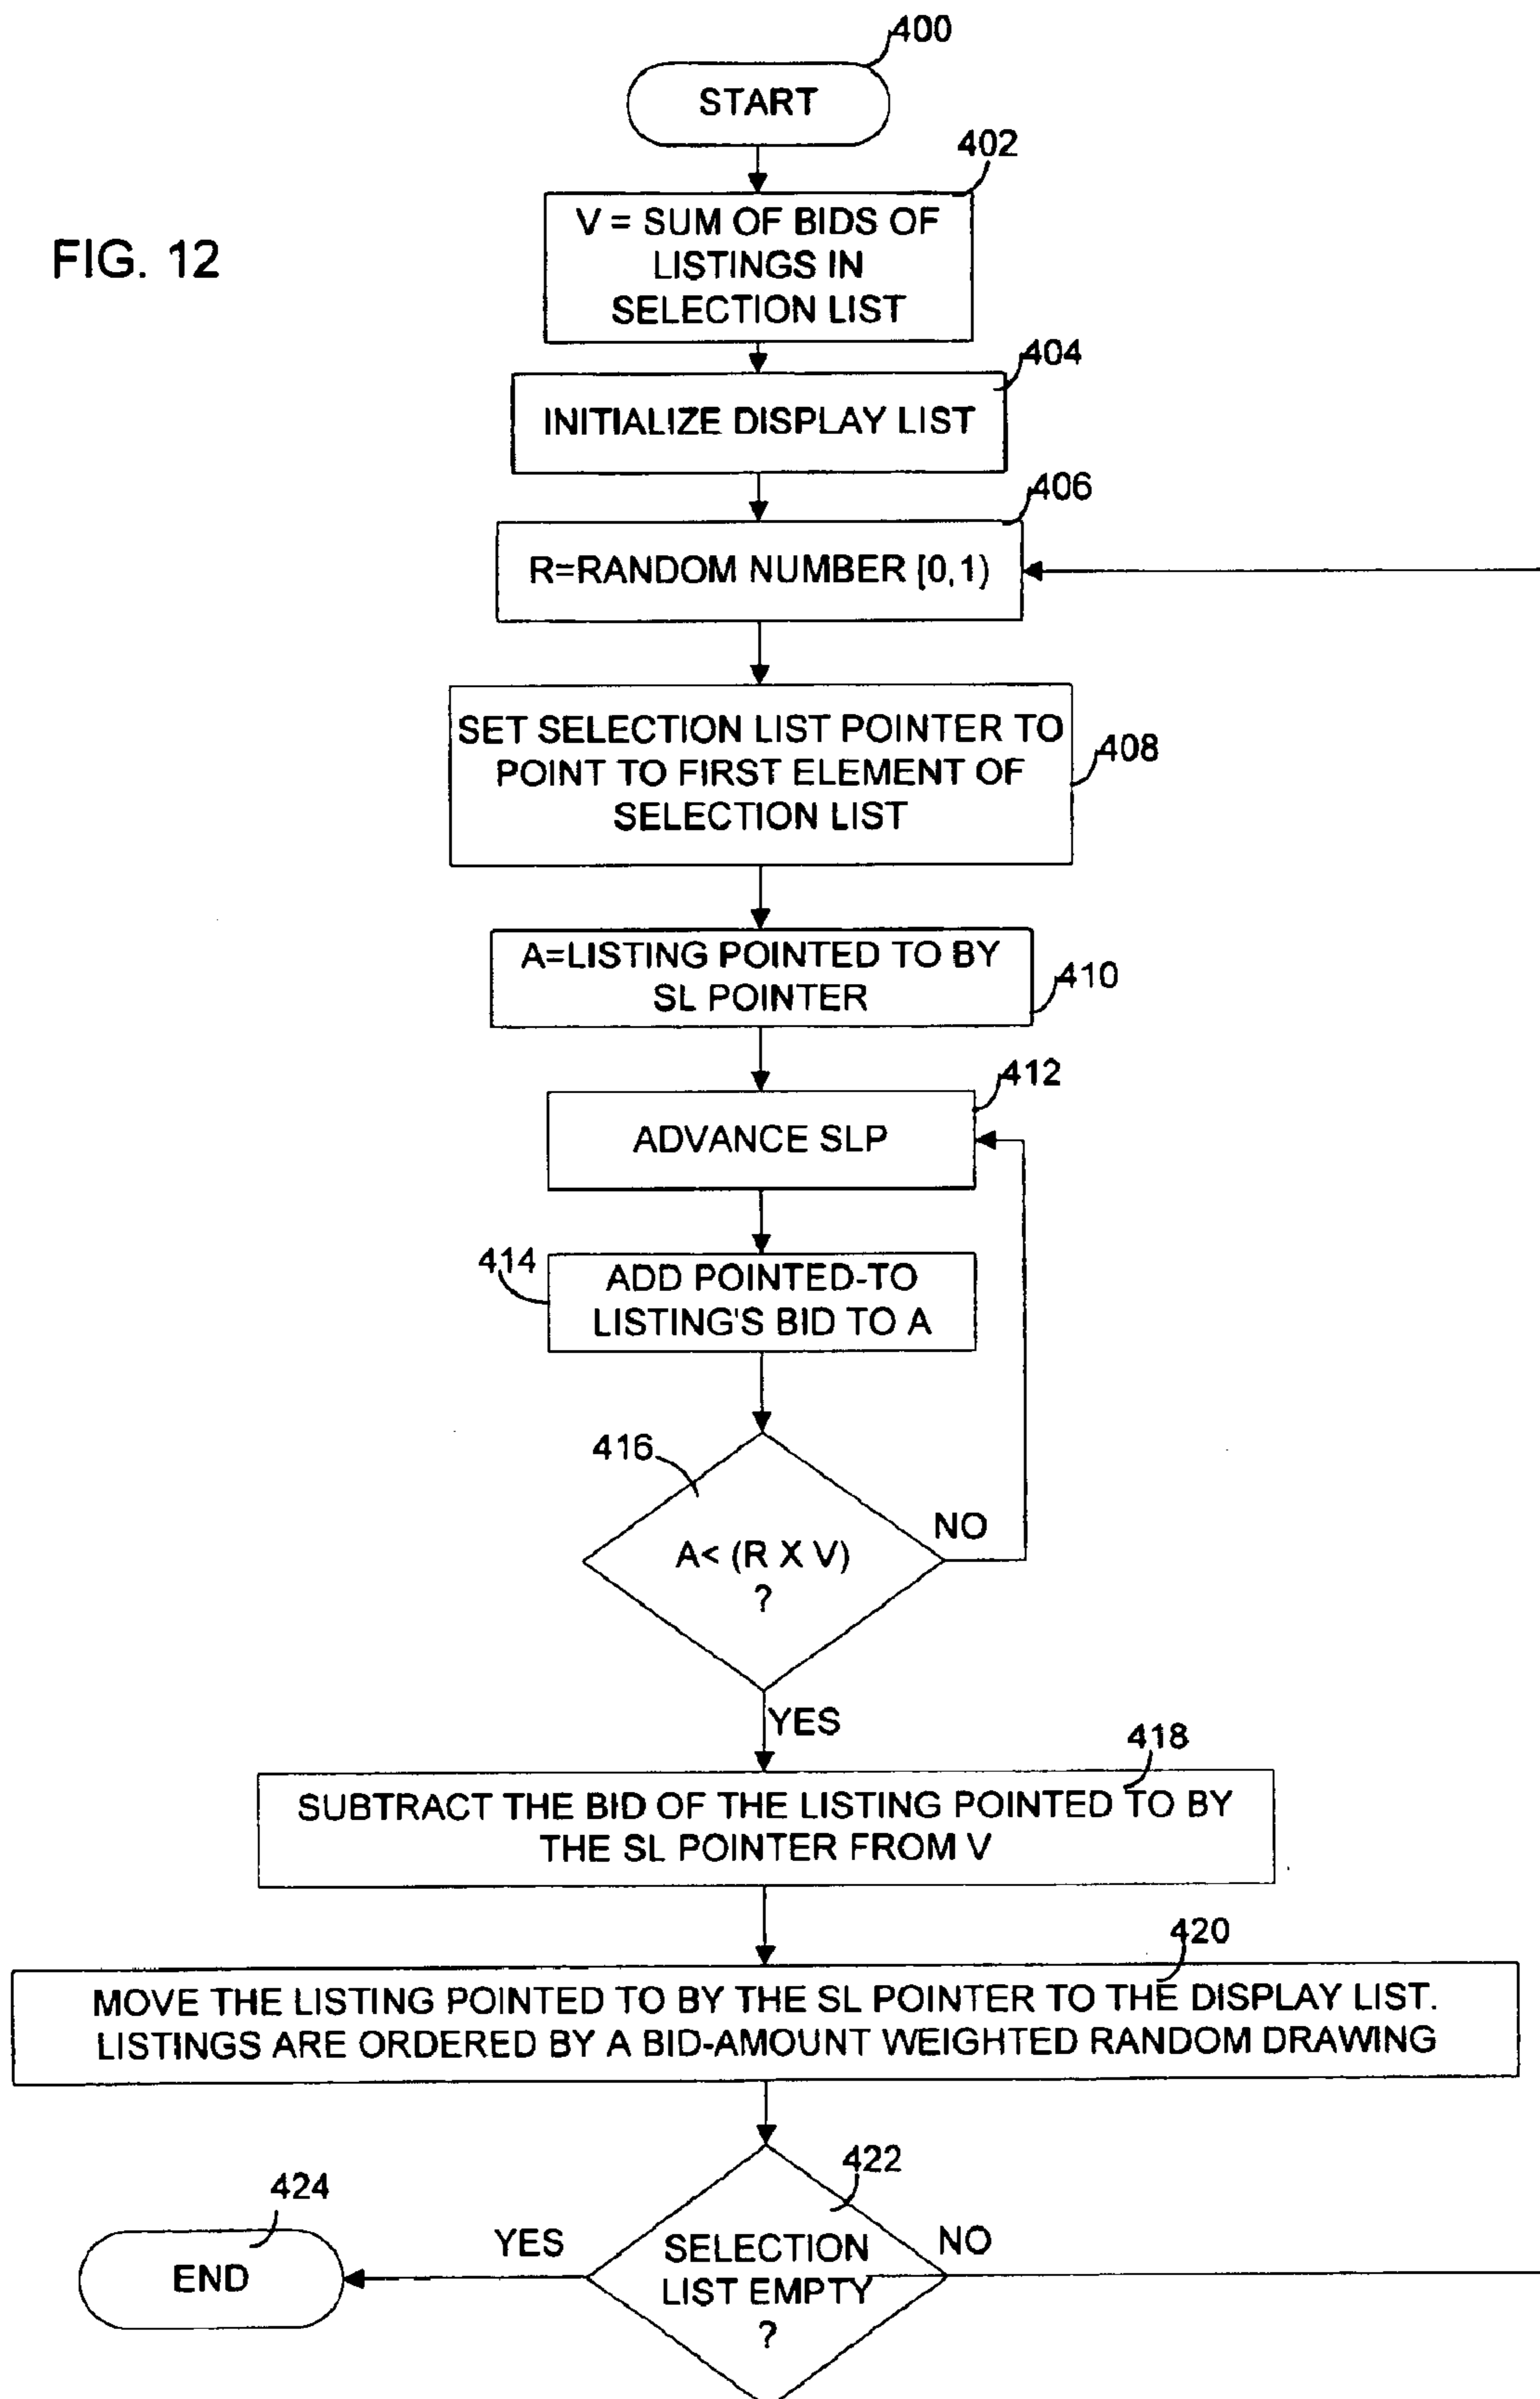 400
START
402
FIG. 12
V = SUM OF BIDS OF
LISTINGS IN
SELECTION LIST
404
INITIALIZE DISPLAY LIST
406
R=RANDOM NUMBER [0,1)
SET SELECTION LIST POINTER TO
POINT TO FIRST ELEMENT OF
SELECTION LIST
408
A=LISTING POINTED TO BY
SL POINTER
410
412
ADVANCE SLP
414
ADD POINTED-TO
LISTING'S BID TO A
416
NO
A< (R X V)
?
YES
418
SUBTRACT THE BID OF THE LISTING POINTED TO BY
THE SL POINTER FROM V
420
MOVE THE LISTING POINTED TO BY THE SL POINTER TO THE DISPLAY LIST.
LISTINGS ARE ORDERED BY A BID-AMOUNT WEIGHTED RANDOM DRAWING
422
424
YES
NO
SELECTION
LIST EMPTY
?
END